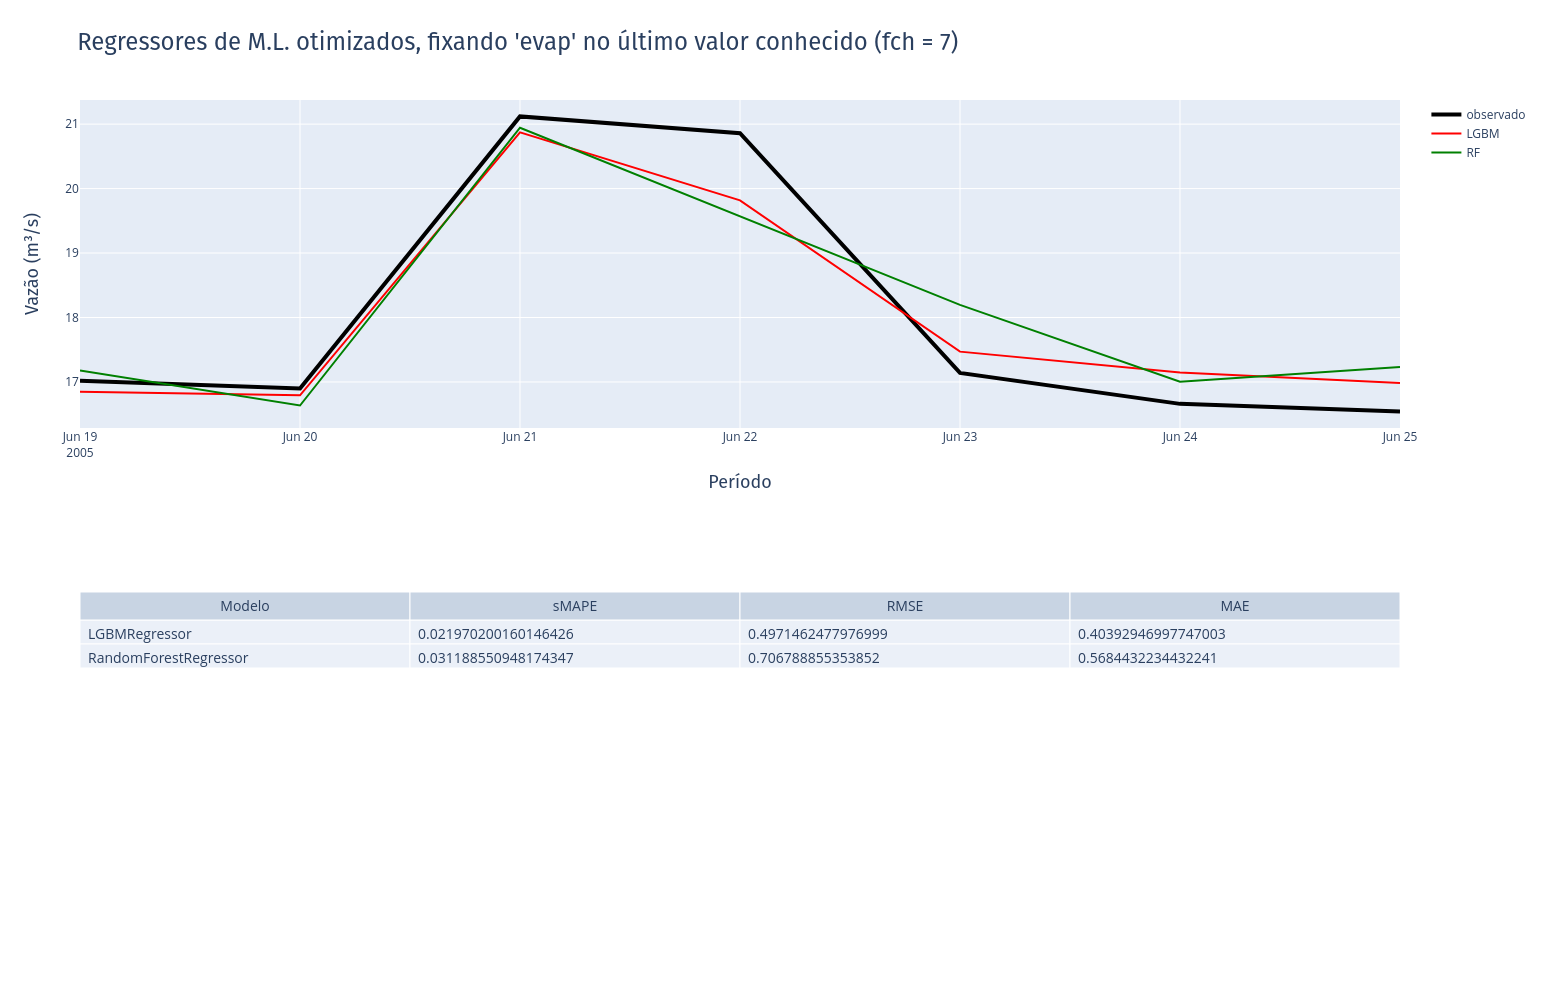 Regressores de M.L. otimizados, fixando 'evap' no último valor conhecido (fch = 7)
observado
LGBM
RF
Vazão (m³/s)
21
20
19
18
17
Jun 19 Jun 20 Jun 21 Jun 22 Jun 23 Jun 24 Jun 25
2005
Período
Modelo sMAPE RMSE MAE
LGBMRegressor 0.021970200160146426 0.4971462477976999 0.40392946997747003
RandomForestRegressor 0.031188550948174347 0.706788855353852 0.5684432234432241